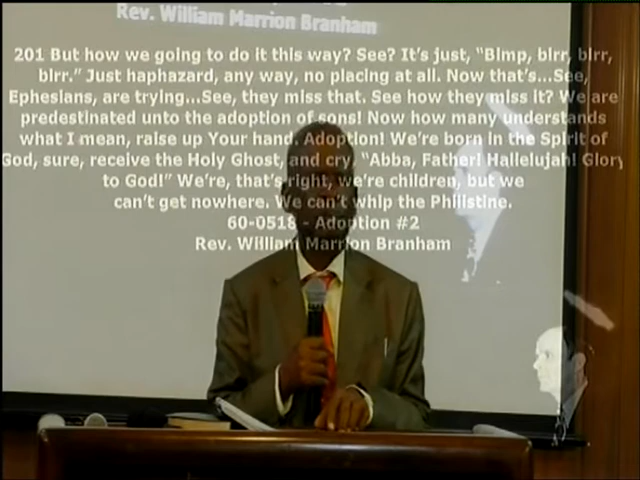 Rev. William Marrion Branham
201 But how we going to do it this way? See? It's just, "Blmp, blrr, blrr,
blrr." Just haphazard, any way, no placing at all. Now that's...See,
Ephesians, are trying...See, they miss that. See how they miss it? We are
predestinated unto the adoption of sons! Now how many understands
what I mean, raise up Your hand. Adoption! We're born in the Spirit of
God, sure, receive the Holy Ghost, and cry, "Abba, Father! Hallelujah! Glory
to God!" We're, that's right, we're children, but we
can't get nowhere. We can't whip the Philistine.
60-0518 - Adoption #2
Rev. William Marrion Branham